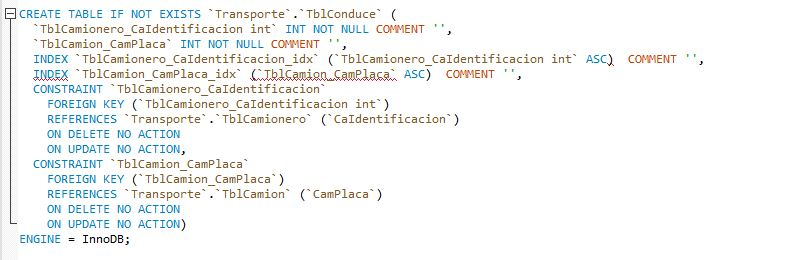 CREATE TABLE IF NOT EXISTS `Transporte`.`TblConduce` (
`TblCamionero_CaIdentificacion int` INT NOT NULL COMMENT '',
`TblCamion_CamPlaca` INT NOT NULL COMMENT '',
INDEX `TblCamionero_CaIdentificacion_idx` (`TblCamionero_CaIdentificacion int` ASC)  COMMENT '',
INDEX `TblCamion_CamPlaca_idx` (`TblCamion_CamPlaca` ASC)  COMMENT '',
CONSTRAINT `TblCamionero_CaIdentificacion`
FOREIGN KEY (`TblCamionero_CaIdentificacion int`)
REFERENCES `Transporte`.`TblCamionero` (`CaIdentificacion`)
ON DELETE NO ACTION
ON UPDATE NO ACTION,
CONSTRAINT `TblCamion_CamPlaca`
FOREIGN KEY (`TblCamion_CamPlaca`)
REFERENCES `Transporte`.`TblCamion` (`CamPlaca`)
ON DELETE NO ACTION
ON UPDATE NO ACTION)
ENGINE = InnoDB;